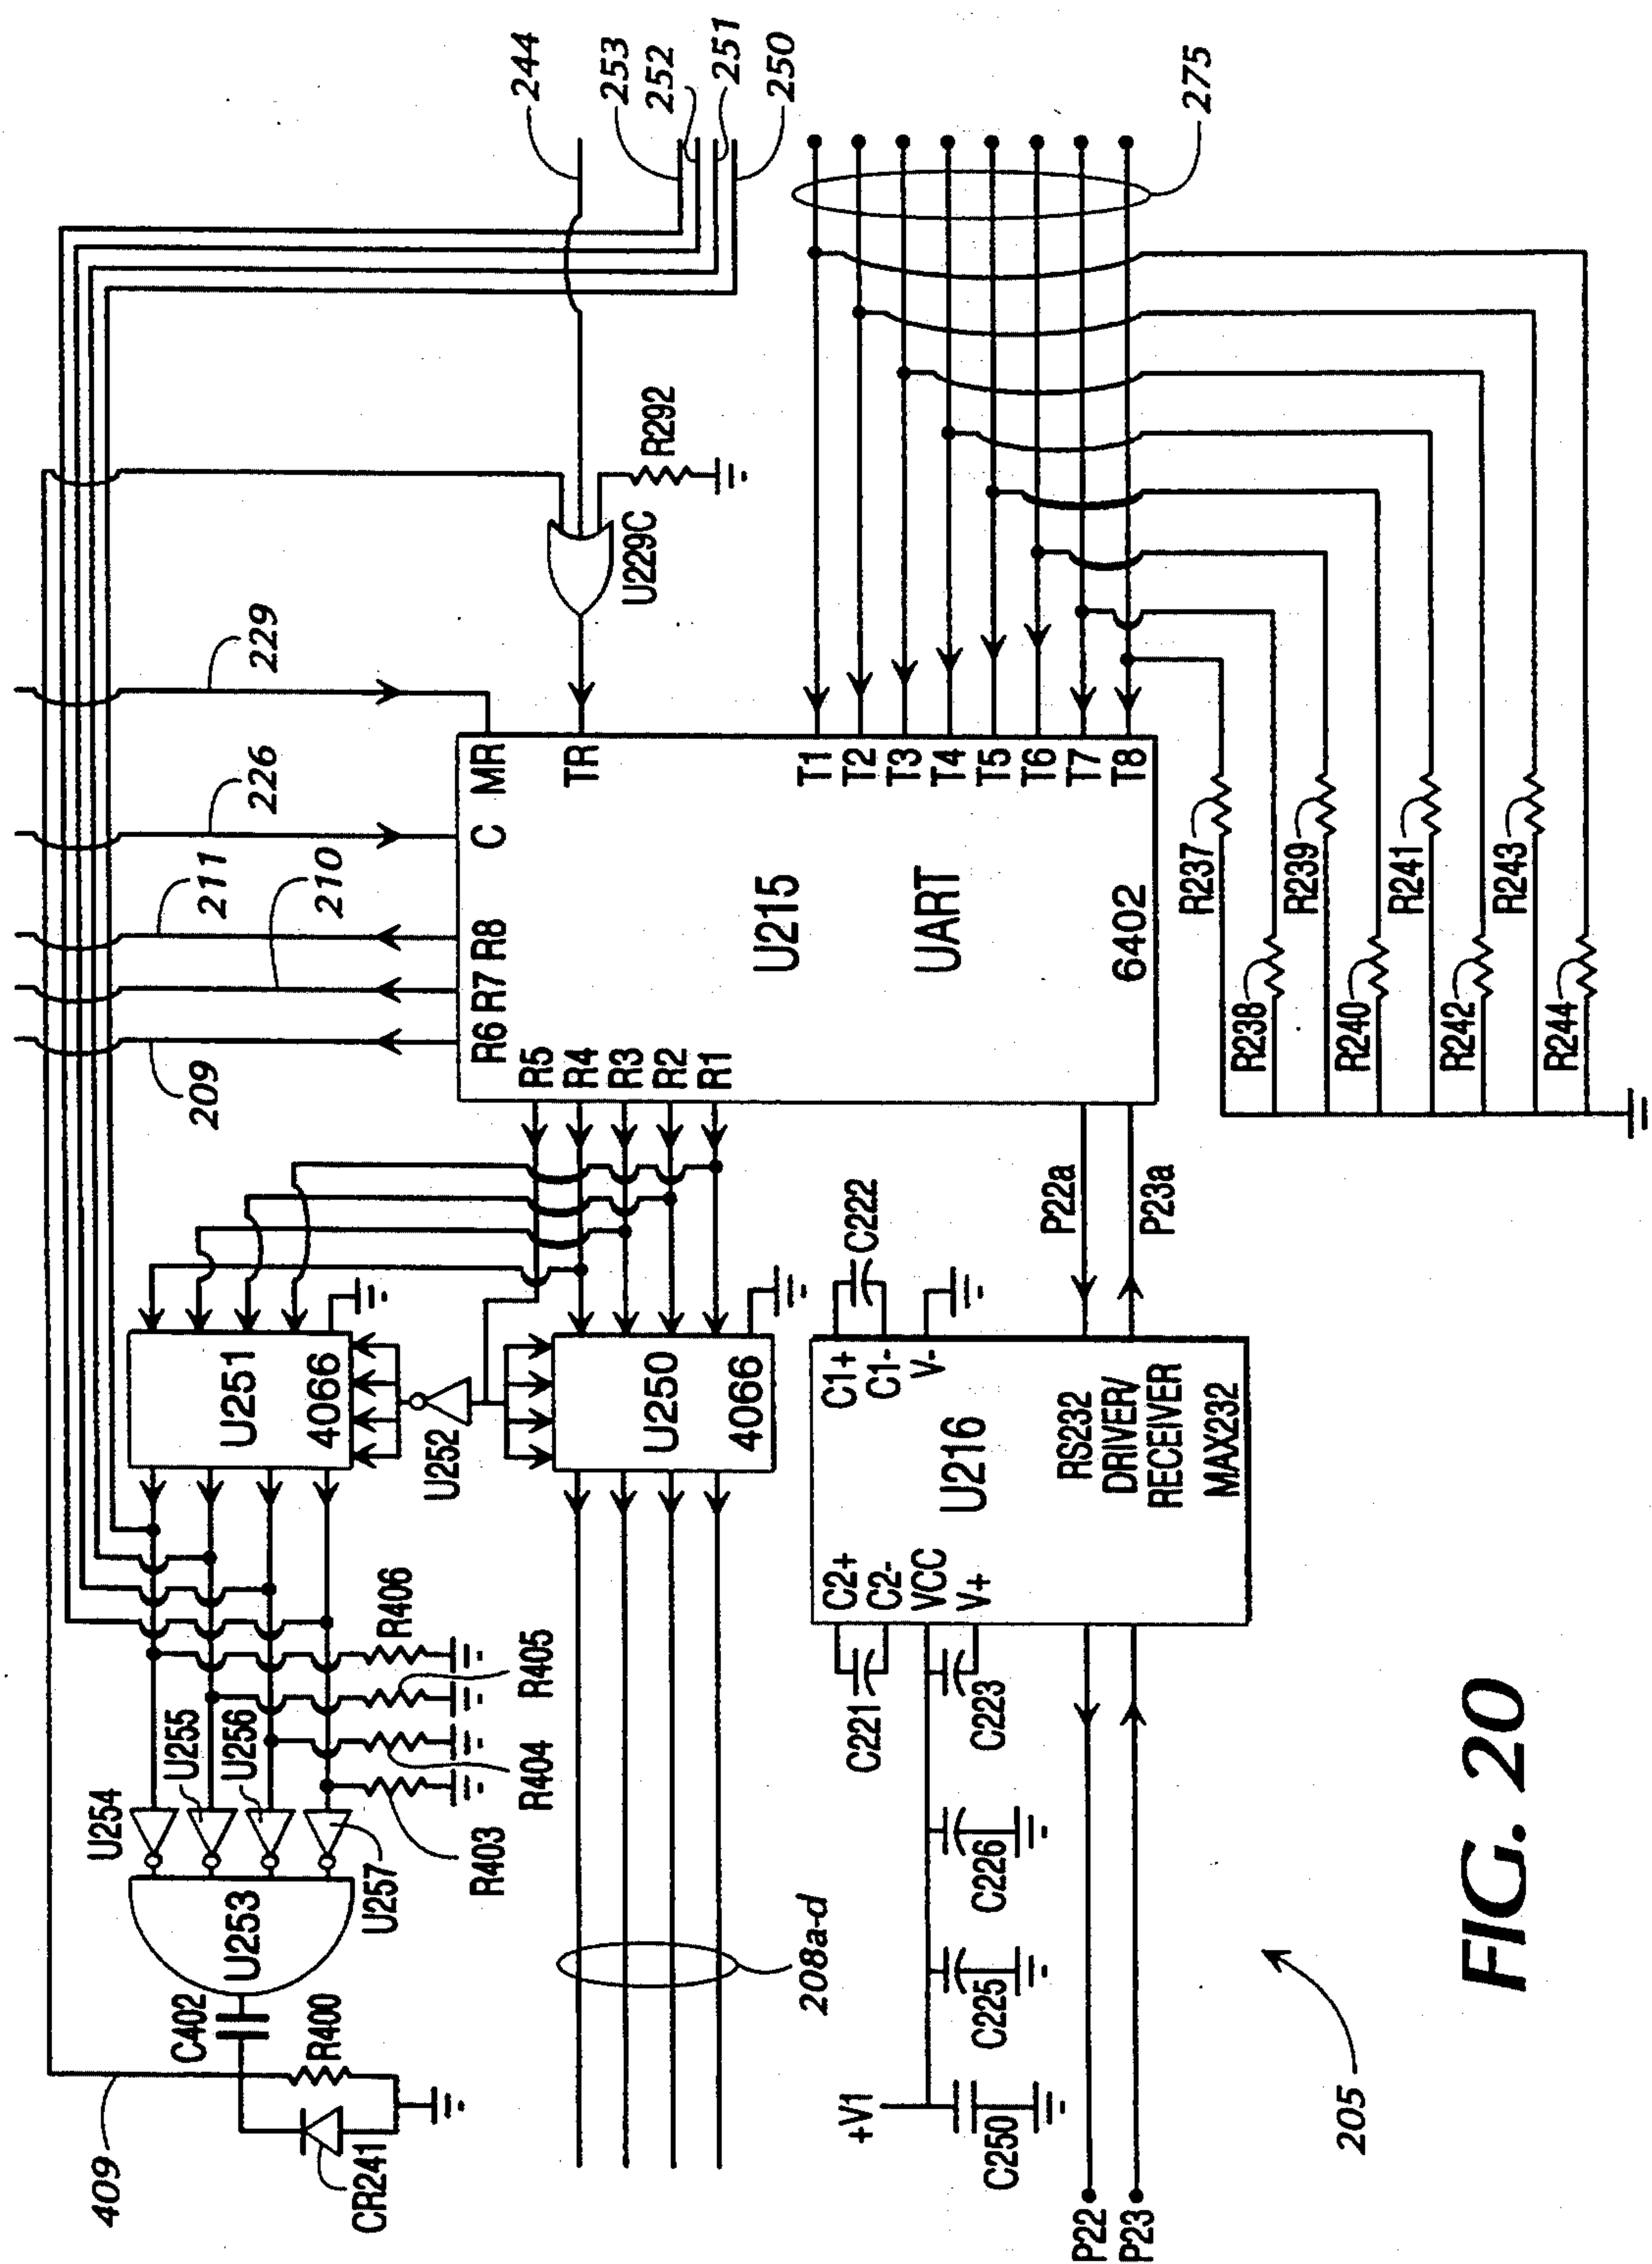 409
C402
CR241
R400
U253
U254
U255
U256
U257
R403
R404
R405
R406
U251
4066
U252
U250
4066
208a-d
209
210
211
226
229
244
253
252
251
250
R6
R7
R8
C
MR
TR
R5
R4
R3
R2
R1
U215
UART
6402
T1
T2
T3
T4
T5
T6
T7
T8
U229C
R292
275
+V1
C250
C225
C226
C221
C223
C2+
C2-
VCC
V+
U216
RS232
DRIVER/
RECEIVER
MAX232
C1+
C1-
V-
C222
P22
P23
P22a
P23a
R237
R238
R239
R240
R241
R242
R243
R244
205
FIG. 20